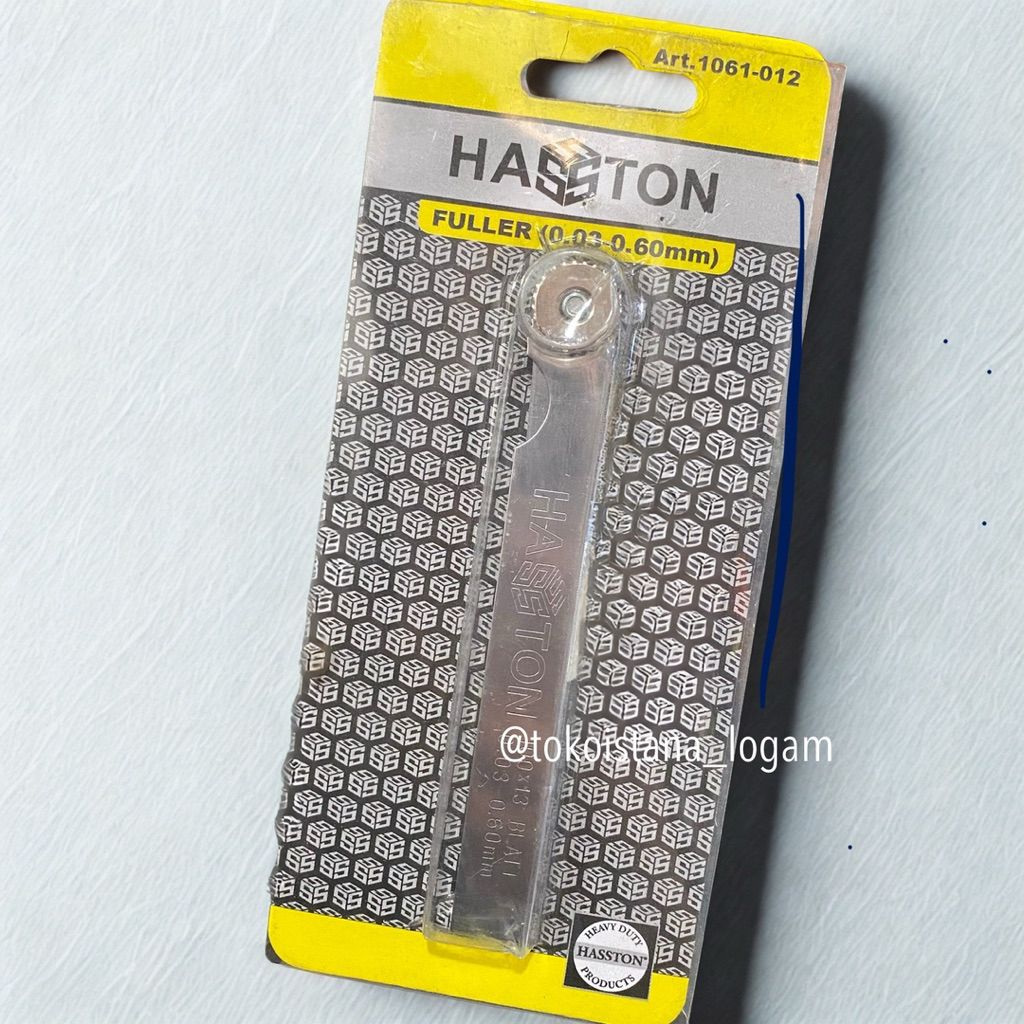 Art.1061-012
HASSTON
FULLER (0.03-0.60mm)
HASSTON
100x13 BLATT
0.03 0.60mm
@tokoistana_logam
HEAVY DUTY
HASSTON
PRODUCTS